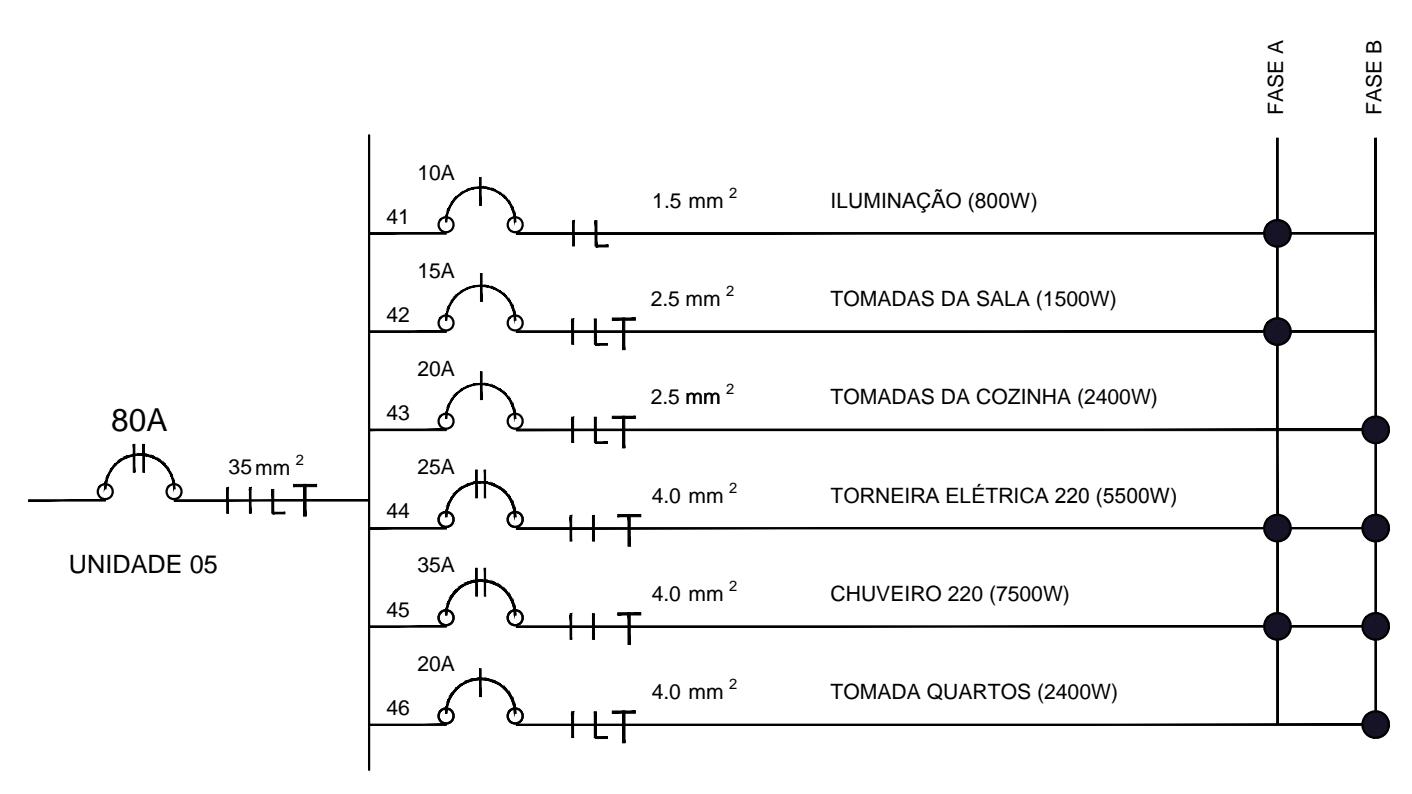 FASE A
FASE B
10A
41
1.5 mm 2
ILUMINAÇÃO (800W)
15A
42
2.5 mm 2
TOMADAS DA SALA (1500W)
20A
43
2.5 mm 2
TOMADAS DA COZINHA (2400W)
80A
35 mm 2
UNIDADE 05
25A
44
4.0 mm 2
TORNEIRA ELÉTRICA 220 (5500W)
35A
45
4.0 mm 2
CHUVEIRO 220 (7500W)
20A
46
4.0 mm 2
TOMADA QUARTOS (2400W)